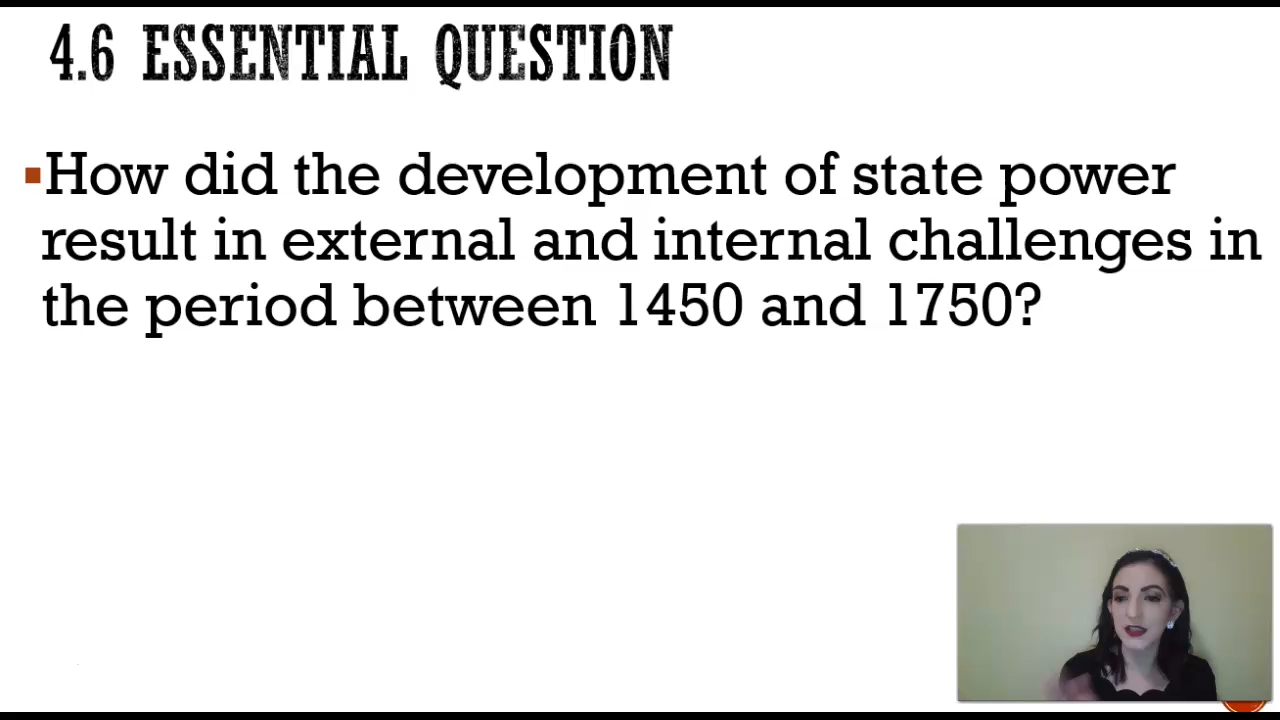 4.6 ESSENTIAL QUESTION
▪How did the development of state power
result in external and internal challenges in
the period between 1450 and 1750?